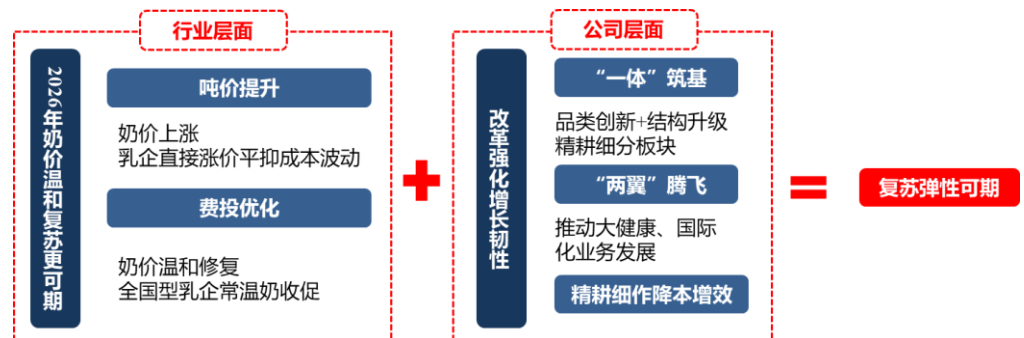 行业层面
2026年奶价温和复苏更可期
吨价提升
奶价上涨
乳企直接涨价平抑成本波动
费投优化
奶价温和修复
全国型乳企常温奶收促
+
公司层面
改革强化增长韧性
“一体”筑基
品类创新+结构升级
精耕细分板块
“两翼”腾飞
推动大健康、国际
化业务发展
精耕细作降本增效
=
复苏弹性可期